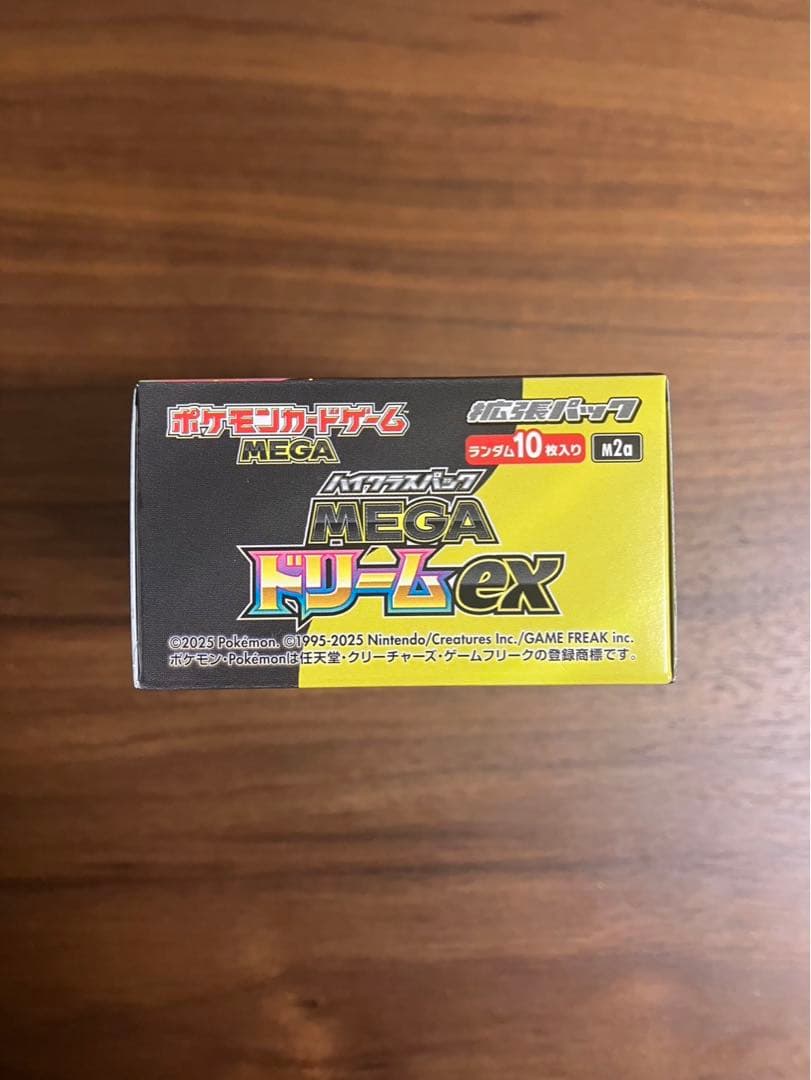 ポケモンカードゲーム
MEGA
拡張パック
ランダム10枚入り
M2a
ハイクラスパック
MEGA
ドリームex
©2025 Pokémon. ©1995-2025 Nintendo/Creatures Inc./GAME FREAK inc.
ポケモン・Pokémonは任天堂・クリーチャーズ・ゲームフリークの登録商標です。